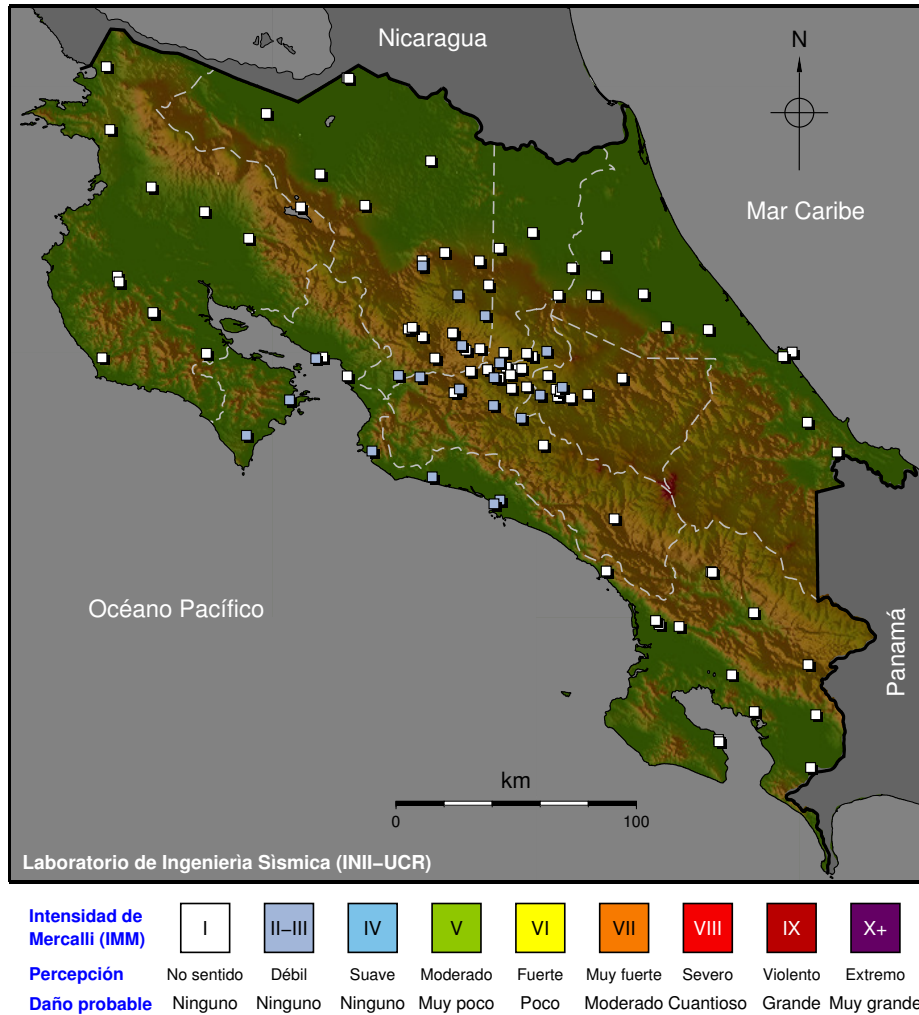 Nicaragua
N
Mar Caribe
Océano Pacífico
Panamá
km
0 100
Laboratorio de Ingenierìa Sìsmica (INII–UCR)
Intensidad de
Mercalli (IMM)
I II–III IV V VI VII VIII IX X+
Percepción No sentido Débil Suave Moderado Fuerte Muy fuerte Severo Violento Extremo
Daño probable Ninguno Ninguno Ninguno Muy poco Poco Moderado Cuantioso Grande Muy grande